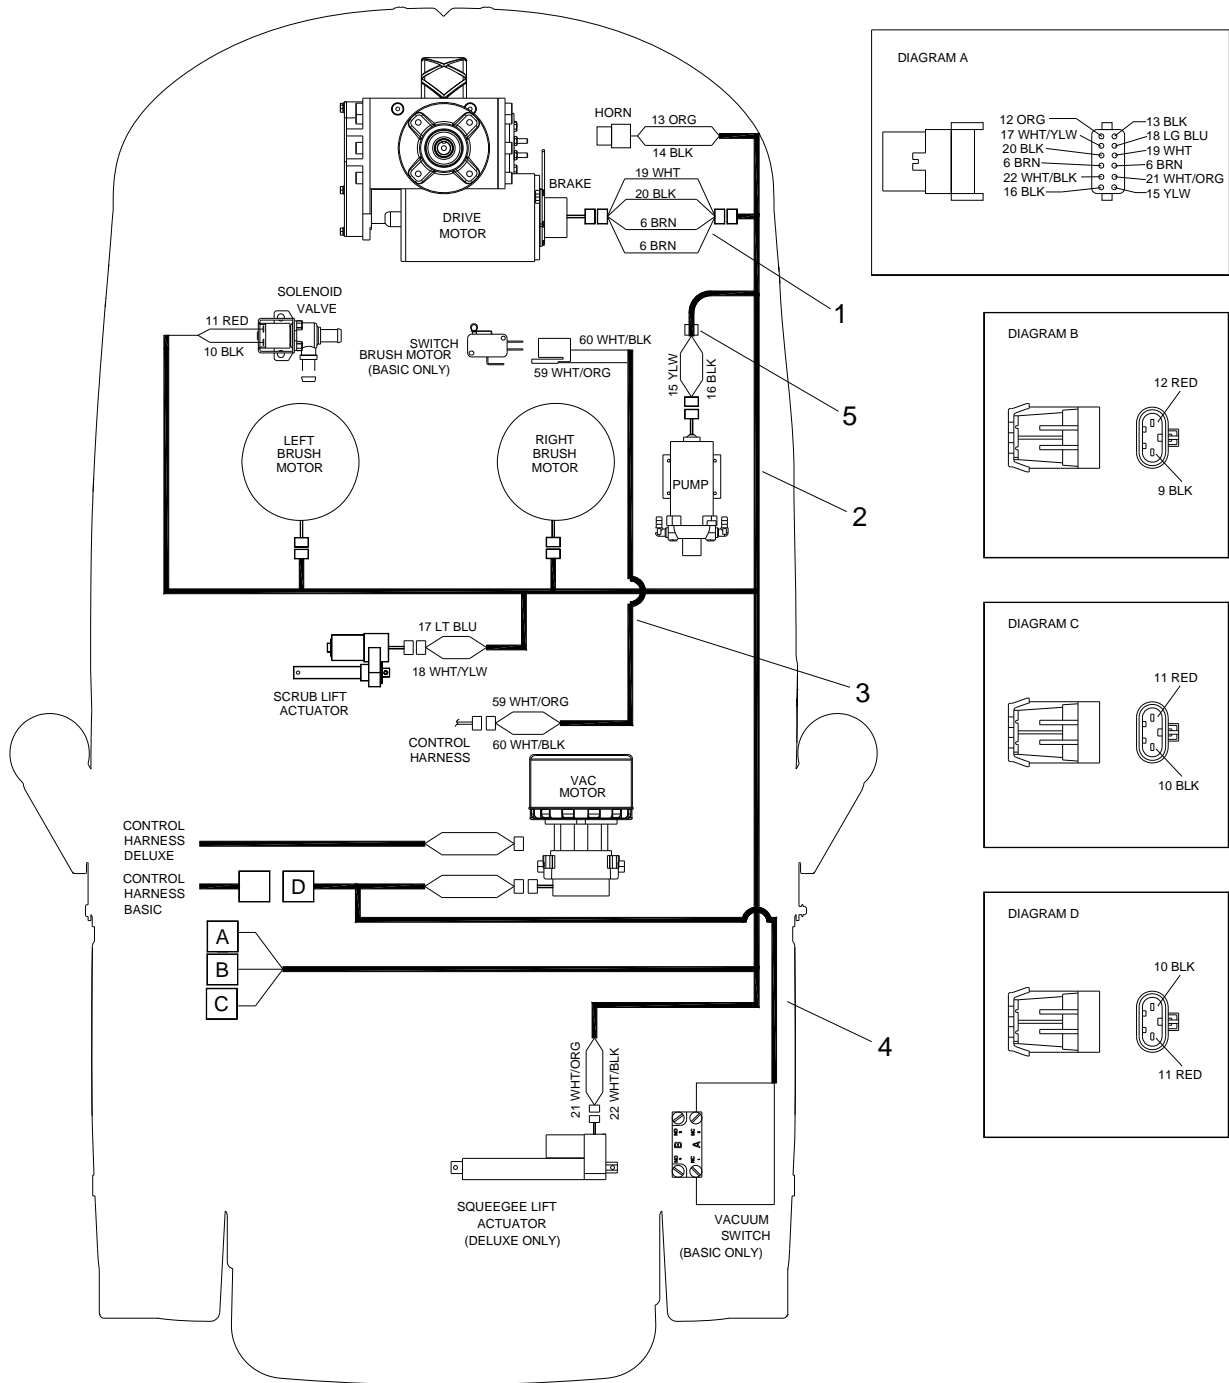 DIAGRAM A
12 ORG
17 WHT/YLW
20 BLK
6 BRN
22 WHT/BLK
16 BLK
13 BLK
18 LG BLU
19 WHT
6 BRN
21 WHT/ORG
15 YLW
HORN
13 ORG
14 BLK
BRAKE
19 WHT
20 BLK
6 BRN
6 BRN
DRIVE
MOTOR
1
SOLENOID
VALVE
11 RED
10 BLK
SWITCH
BRUSH MOTOR
(BASIC ONLY)
60 WHT/BLK
59 WHT/ORG
15 YLW
16 BLK
5
DIAGRAM B
12 RED
9 BLK
LEFT
BRUSH
MOTOR
RIGHT
BRUSH
MOTOR
PUMP
2
17 LT BLU
18 WHT/YLW
SCRUB LIFT
ACTUATOR
3
DIAGRAM C
11 RED
10 BLK
59 WHT/ORG
60 WHT/BLK
CONTROL
HARNESS
VAC
MOTOR
CONTROL
HARNESS
DELUXE
CONTROL
HARNESS
BASIC
D
A
B
C
DIAGRAM D
10 BLK
11 RED
4
21 WHT/ORG
22 WHT/BLK
B
A
SQUEEGEE LIFT
ACTUATOR
(DELUXE ONLY)
VACUUM
SWITCH
(BASIC ONLY)